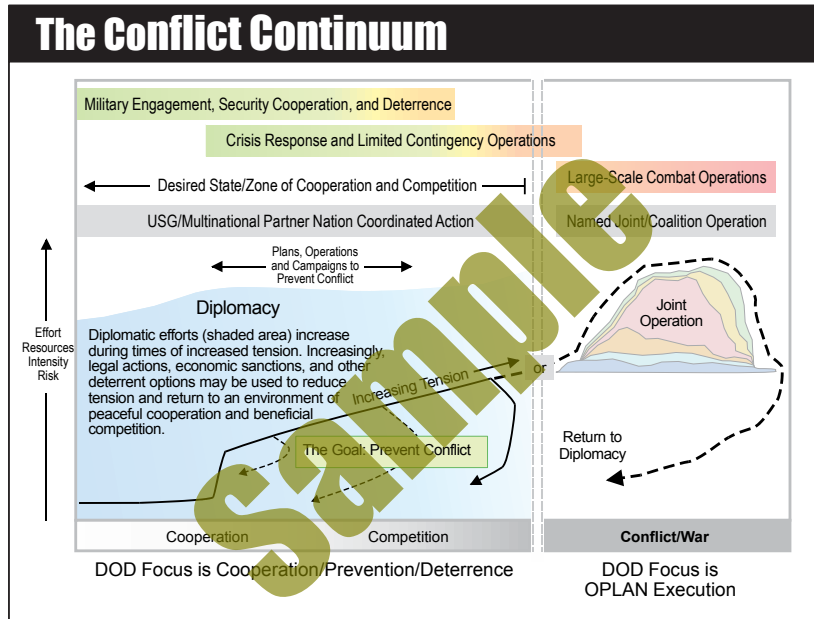 The Conflict Continuum
Military Engagement, Security Cooperation, and Deterrence
Crisis Response and Limited Contingency Operations
Large-Scale Combat Operations
Desired State/Zone of Cooperation and Competition
USG/Multinational Partner Nation Coordinated Action
Named Joint/Coalition Operation
Plans, Operations
and Campaigns to
Prevent Conflict
Effort
Resources
Intensity
Risk
Diplomacy
Diplomatic efforts (shaded area) increase
during times of increased tension. Increasingly,
legal actions, economic sanctions, and other
deterrent options may be used to reduce
tension and return to an environment of
peaceful cooperation and beneficial
competition.
Increasing Tension
or
Joint
Operation
The Goal: Prevent Conflict
Return to
Diplomacy
Cooperation
Competition
Conflict/War
DOD Focus is Cooperation/Prevention/Deterrence
DOD Focus is
OPLAN Execution
Sample